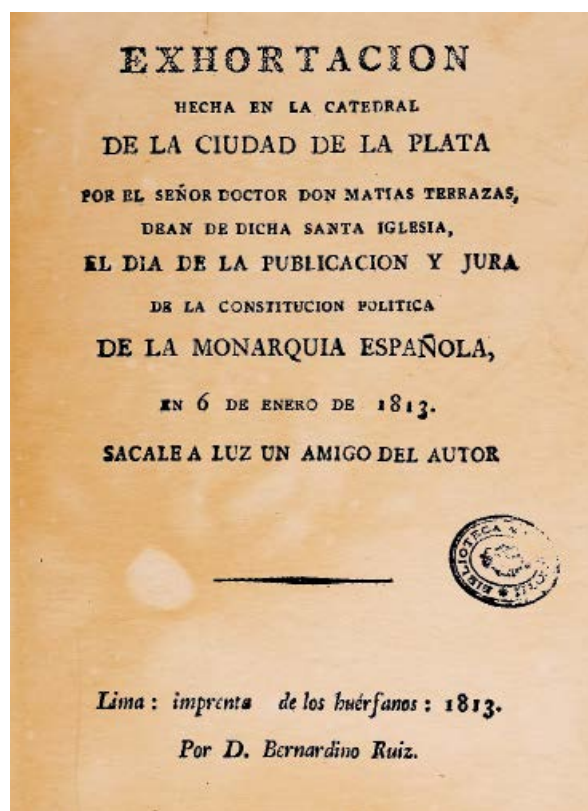 EXHORTACION
HECHA EN LA CATEDRAL
DE LA CIUDAD DE LA PLATA
POR EL SEÑOR DOCTOR DON MATIAS TERRAZAS,
DEAN DE DICHA SANTA IGLESIA,
EL DIA DE LA PUBLICACION Y JURA
DE LA CONSTITUCION POLITICA
DE LA MONARQUIA ESPAÑOLA,
EN 6 DE ENERO DE 1813.
SACALE A LUZ UN AMIGO DEL AUTOR
BIBLIOTECA
Lima: imprenta de los huérfanos: 1813.
Por D. Bernardino Ruiz.